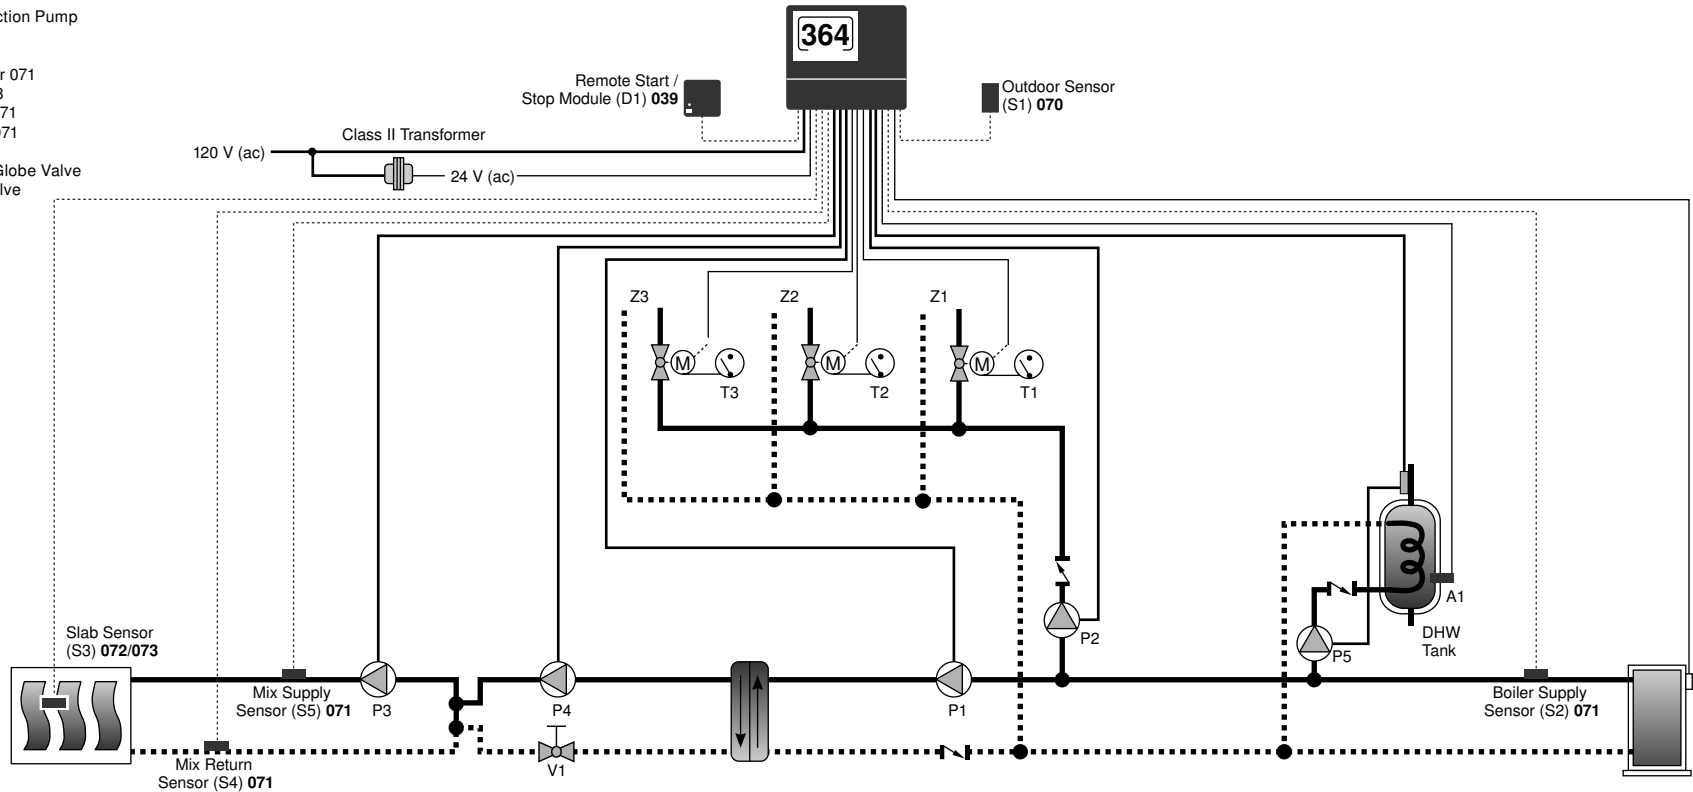 ction Pump
r 071
3
71
071
Globe Valve
lve
364
Remote Start /
Stop Module (D1) 039
Outdoor Sensor
(S1) 070
Class II Transformer
120 V (ac)
24 V (ac)
Z3
Z2
Z1
M
M
M
T3
T2
T1
A1
P2
P5
DHW
Tank
Slab Sensor
(S3) 072/073
Mix Supply
Sensor (S5) 071
P3
P4
P1
Boiler Supply
Sensor (S2) 071
Mix Return
Sensor (S4) 071
V1